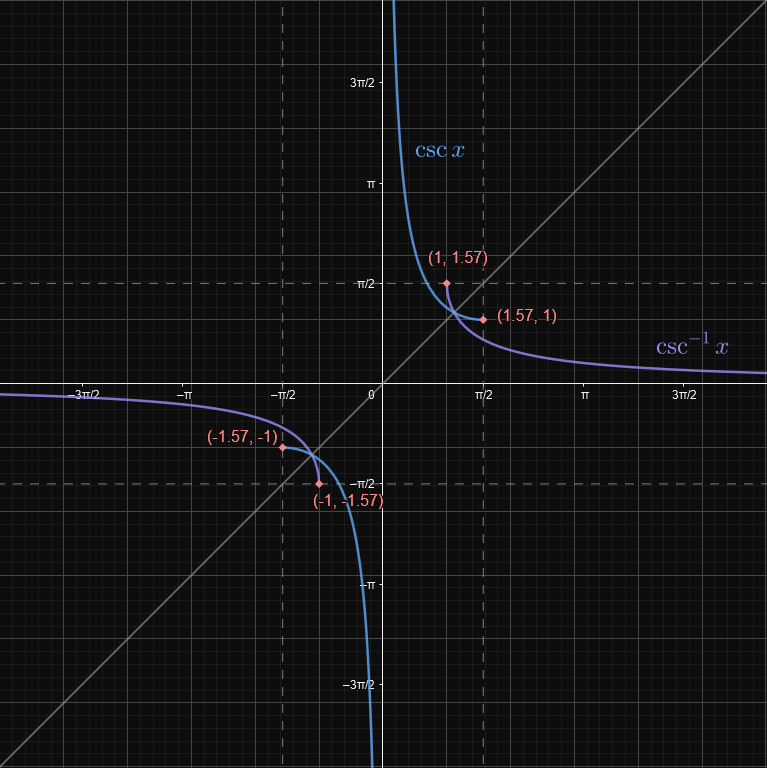 3π/2
csc x
π
(1, 1.57)
π/2
(1.57, 1)
csc⁻¹ x
−3π/2 −π −π/2 0 π/2 π 3π/2
(-1.57, -1)
−π/2
(-1, -1.57)
−π
−3π/2